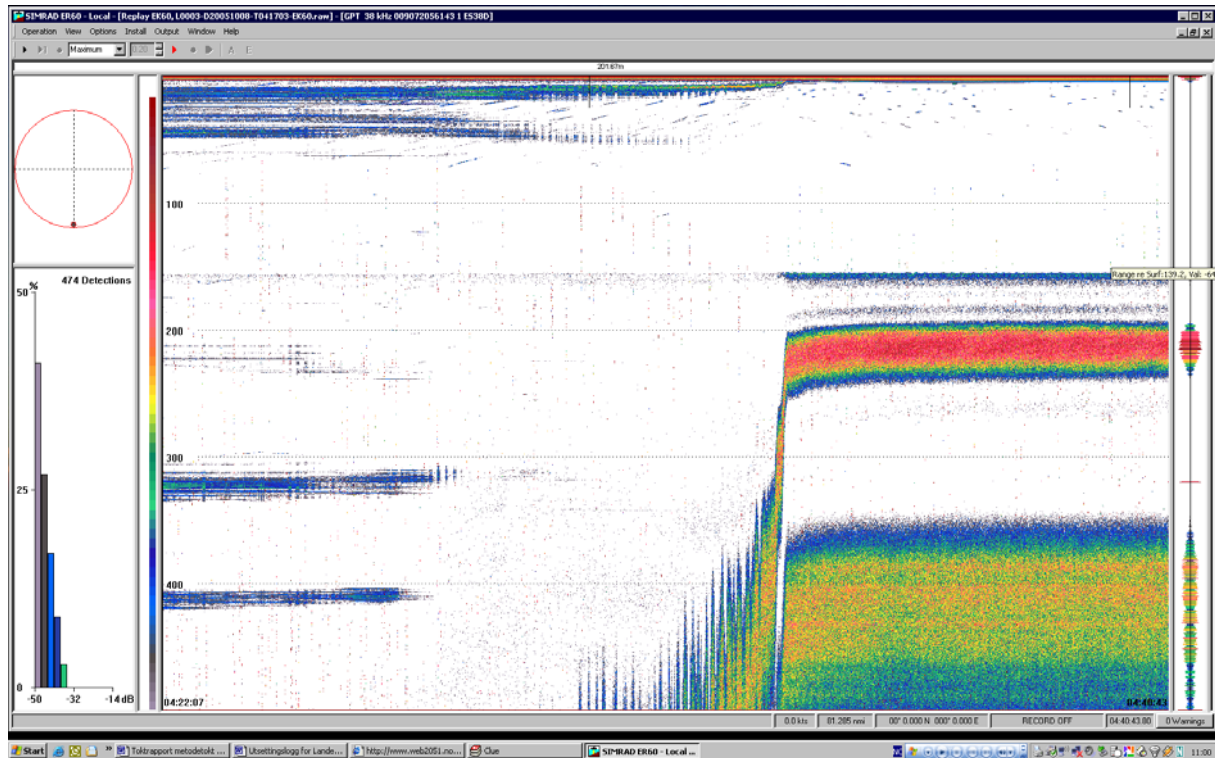 SIMRAD ER60 - Local - [Replay EK60, L0003-D20051008-T041703-EK60.raw] - [GPT 38 kHz 009072056143 1 ES38D]
Operation View Options Install Output Window Help
Maximum 0.20 A E
201.67m
100
Range re Surf:139.2, Val: -64
474 Detections
%
50
200
300
25
400
0
-50 -32 -14 dB
04:22:07 04:40:43
0.0 kts 81.285 nmi 00° 0.000 N 000° 0.000 E RECORD OFF 04:40:43.80 0 Warnings
Start Toktrapport metodetokt ... Utsettingslogg for Lande... http://www.web2051.no... Clue SIMRAD ER60 - Local ... 11:00